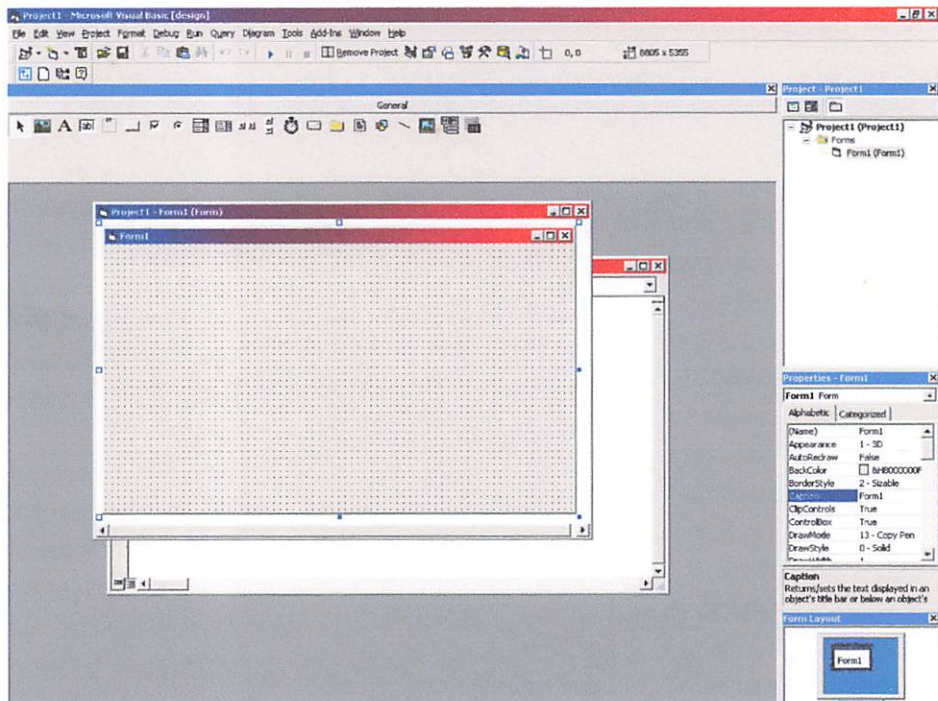 Project1 - Microsoft Visual Basic [design]
File Edit View Project Format Debug Run Query Diagram Tools Add-Ins Window Help
Remove Project
0, 0
8805 x 5355
General
A
Project - Project1
Project1 (Project1)
Forms
Form1 (Form1)
Project1 - Form1 (Form)
Form1
Properties - Form1
Form1 Form
Alphabetic Categorized
(Name) Form1
Appearance 1 - 3D
AutoRedraw False
BackColor &H8000000F
BorderStyle 2 - Sizable
Caption Form1
ClipControls True
ControlBox True
DrawMode 13 - Copy Pen
DrawStyle 0 - Solid
Caption
Returns/sets the text displayed in an
object's title bar or below an object's
Form Layout
Form1